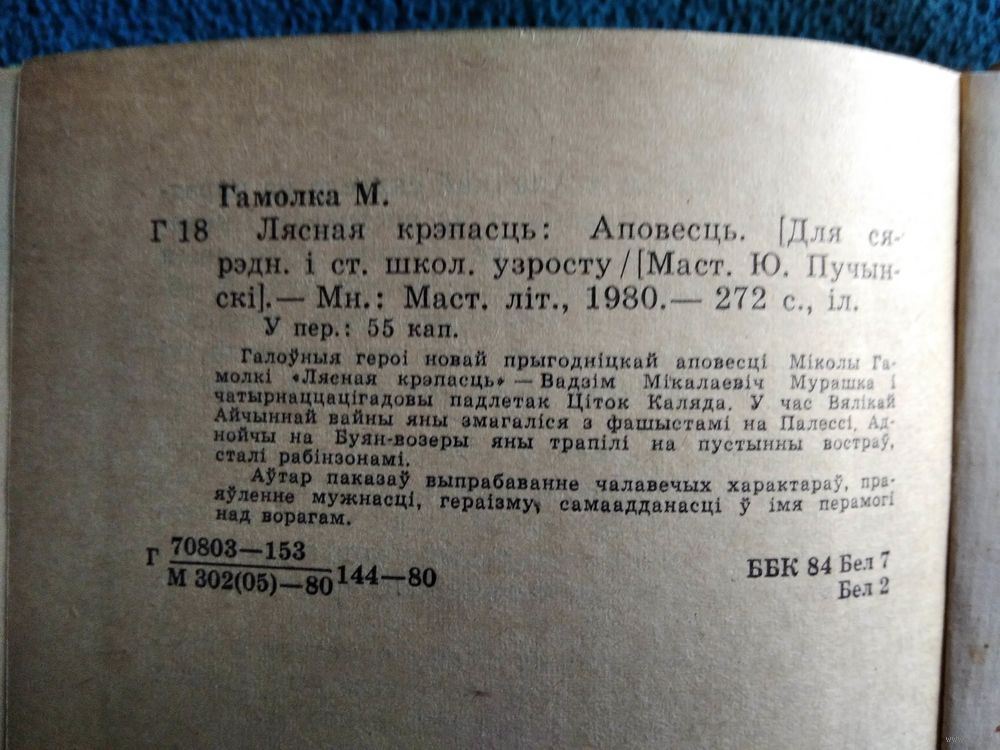 Гамолка М.
Г 18 Лясная крэпасць: Аповесць. [Для ся-
рэдн. і ст. школ. узросту / [Маст. Ю. Пучын-
скі].— Мн.: Маст. літ., 1980.— 272 с., іл.
У пер.: 55 кап.
Галоўныя героі новай прыгодніцкай аповесці Міколы Га-
молкі «Лясная крэпасць» — Вадзім Мікалаевіч Мурашка і
чатырнаццацігадовы падлетак Ціток Каляда. У час Вялікай
Айчыннай вайны яны змагаліся з фашыстамі на Палессі. Ад-
нойчы на Буян-возеры яны трапілі на пустынны востраў,
сталі рабінзонамі.
Аўтар паказаў выпрабаванне чалавечых характараў, пра-
яўленне мужнасці, гераізму, самаадданасці ў імя перамогі
над ворагам.
Г 70803—153
М 302(05)—80 144—80
ББК 84 Бел 7
Бел 2